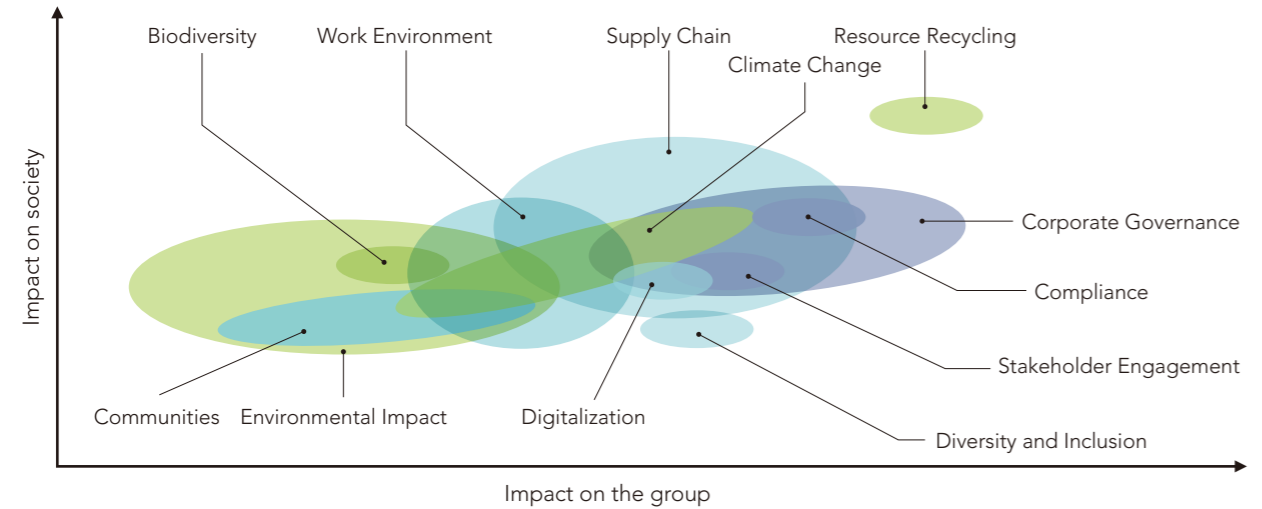 Biodiversity
Work Environment
Supply Chain
Resource Recycling
Climate Change
Impact on society
Corporate Governance
Compliance
Stakeholder Engagement
Communities
Environmental Impact
Digitalization
Diversity and Inclusion
Impact on the group